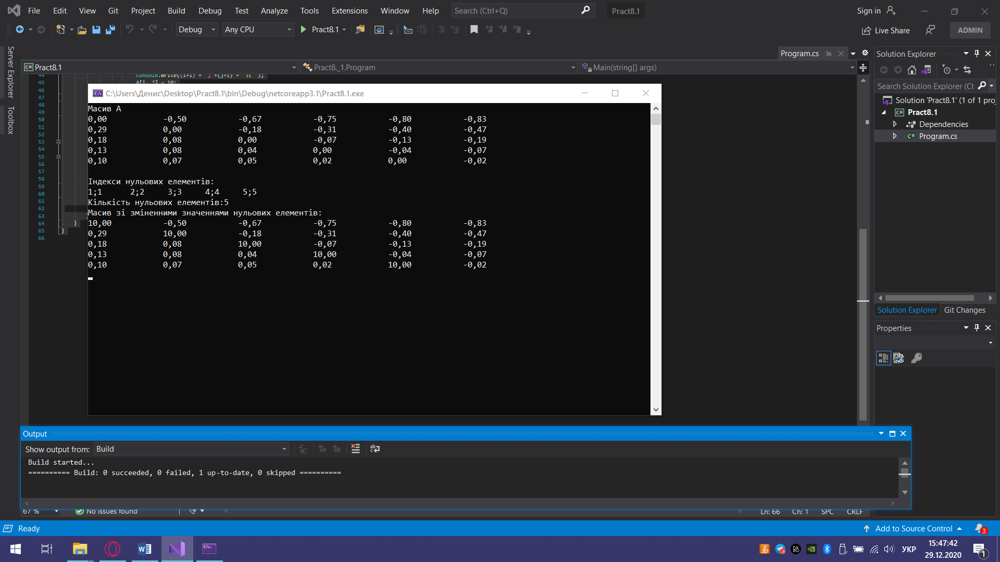 File Edit View Git Project Build Debug Test Analyze Tools Extensions Window Help Search (Ctrl+Q) Pract8.1 Sign in
Debug Any CPU Pract8.1 Live Share ADMIN
Server Explorer
Toolbox
Program.cs
Pract8.1 Pract8._1.Program Main(string[] args)
44 Console.Write((i+1) + ";"+(j+1) + "\t");
45 A[i, j] = 10;
46
47
48
49
50
51
52
53
54
55
56
57
58
59
60
61
62
63
64 }
65 }
66
C:\Users\Денис\Desktop\Pract8.1\bin\Debug\netcoreapp3.1\Pract8.1.exe
Масив А
0,00 -0,50 -0,67 -0,75 -0,80 -0,83
0,29 0,00 -0,18 -0,31 -0,40 -0,47
0,18 0,08 0,00 -0,07 -0,13 -0,19
0,13 0,08 0,04 0,00 -0,04 -0,07
0,10 0,07 0,05 0,02 0,00 -0,02
Індекси нульових елементів:
1;1 2;2 3;3 4;4 5;5
Кількість нульових елементів:5
Масив зі зміненними значеннями нульових елементів:
10,00 -0,50 -0,67 -0,75 -0,80 -0,83
0,29 10,00 -0,18 -0,31 -0,40 -0,47
0,18 0,08 10,00 -0,07 -0,13 -0,19
0,13 0,08 0,04 10,00 -0,04 -0,07
0,10 0,07 0,05 0,02 10,00 -0,02
Solution Explorer
Search Solution Explorer (Ct
Solution 'Pract8.1' (1 of 1 proj
Pract8.1
Dependencies
Program.cs
Solution Explorer Git Changes
Properties
Output
Show output from: Build
Build started...
========== Build: 0 succeeded, 0 failed, 1 up-to-date, 0 skipped ==========
67 % No issues found Ln: 66 Ch: 1 SPC CRLF
Ready Add to Source Control 3
УКР 15:47:42
29.12.2020 1